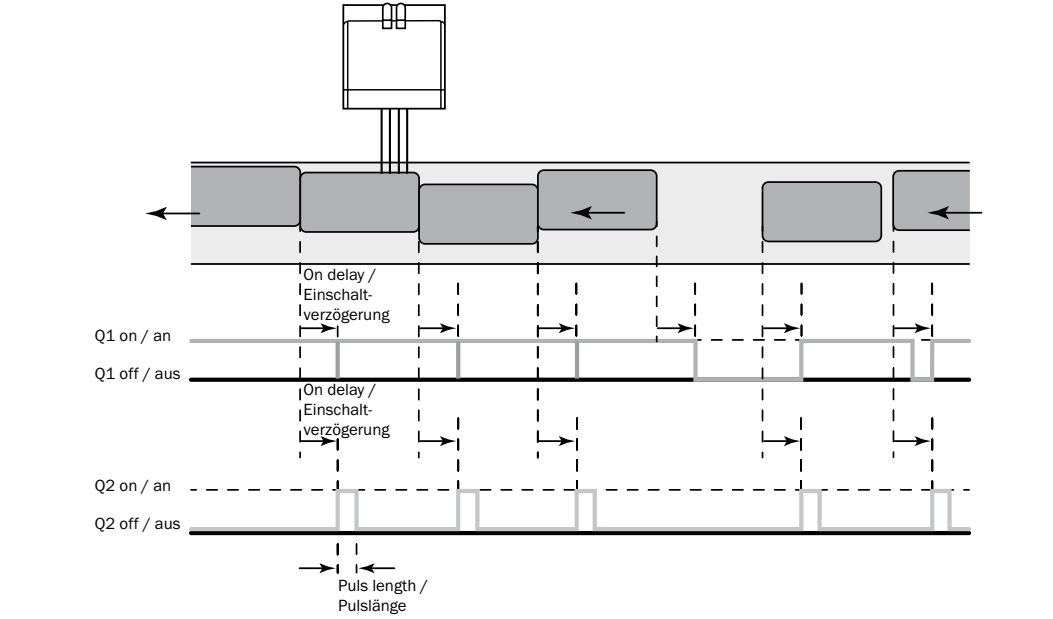 On delay /
Einschalt-
verzögerung
Q1 on / an
Q1 off / aus
On delay /
Einschalt-
verzögerung
Q2 on / an
Q2 off / aus
Puls length /
Pulslänge